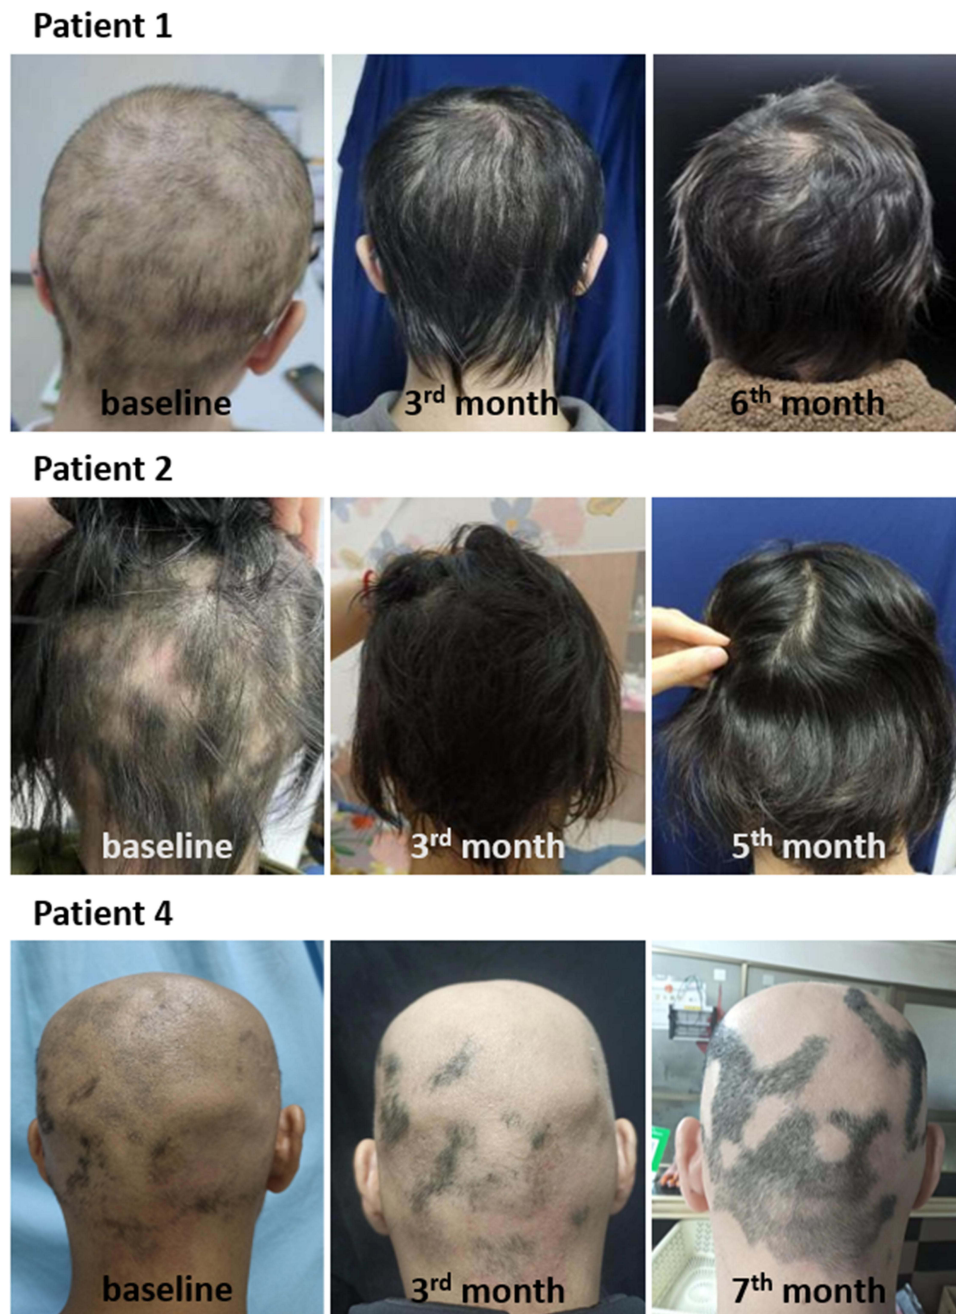 Patient 1
baseline
3rd month
6th month
Patient 2
baseline
3rd month
5th month
Patient 4
baseline
3rd month
7th month